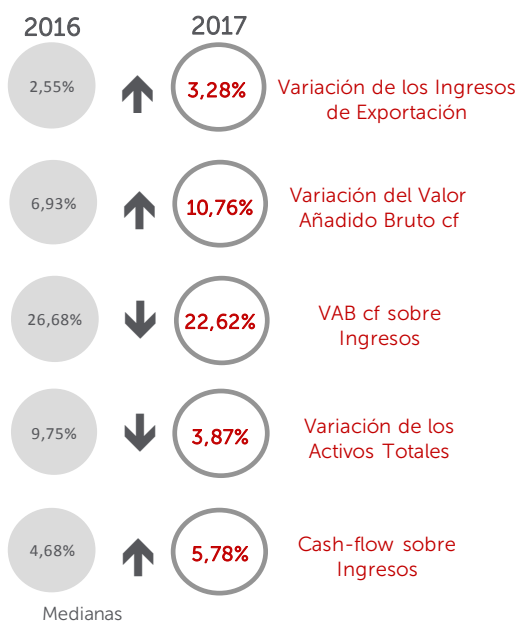 2016
2017
2,55%
3,28%
Variación de los Ingresos
de Exportación
6,93%
10,76%
Variación del Valor
Añadido Bruto cf
26,68%
22,62%
VAB cf sobre
Ingresos
9,75%
3,87%
Variación de los
Activos Totales
4,68%
5,78%
Cash-flow sobre
Ingresos
Medianas